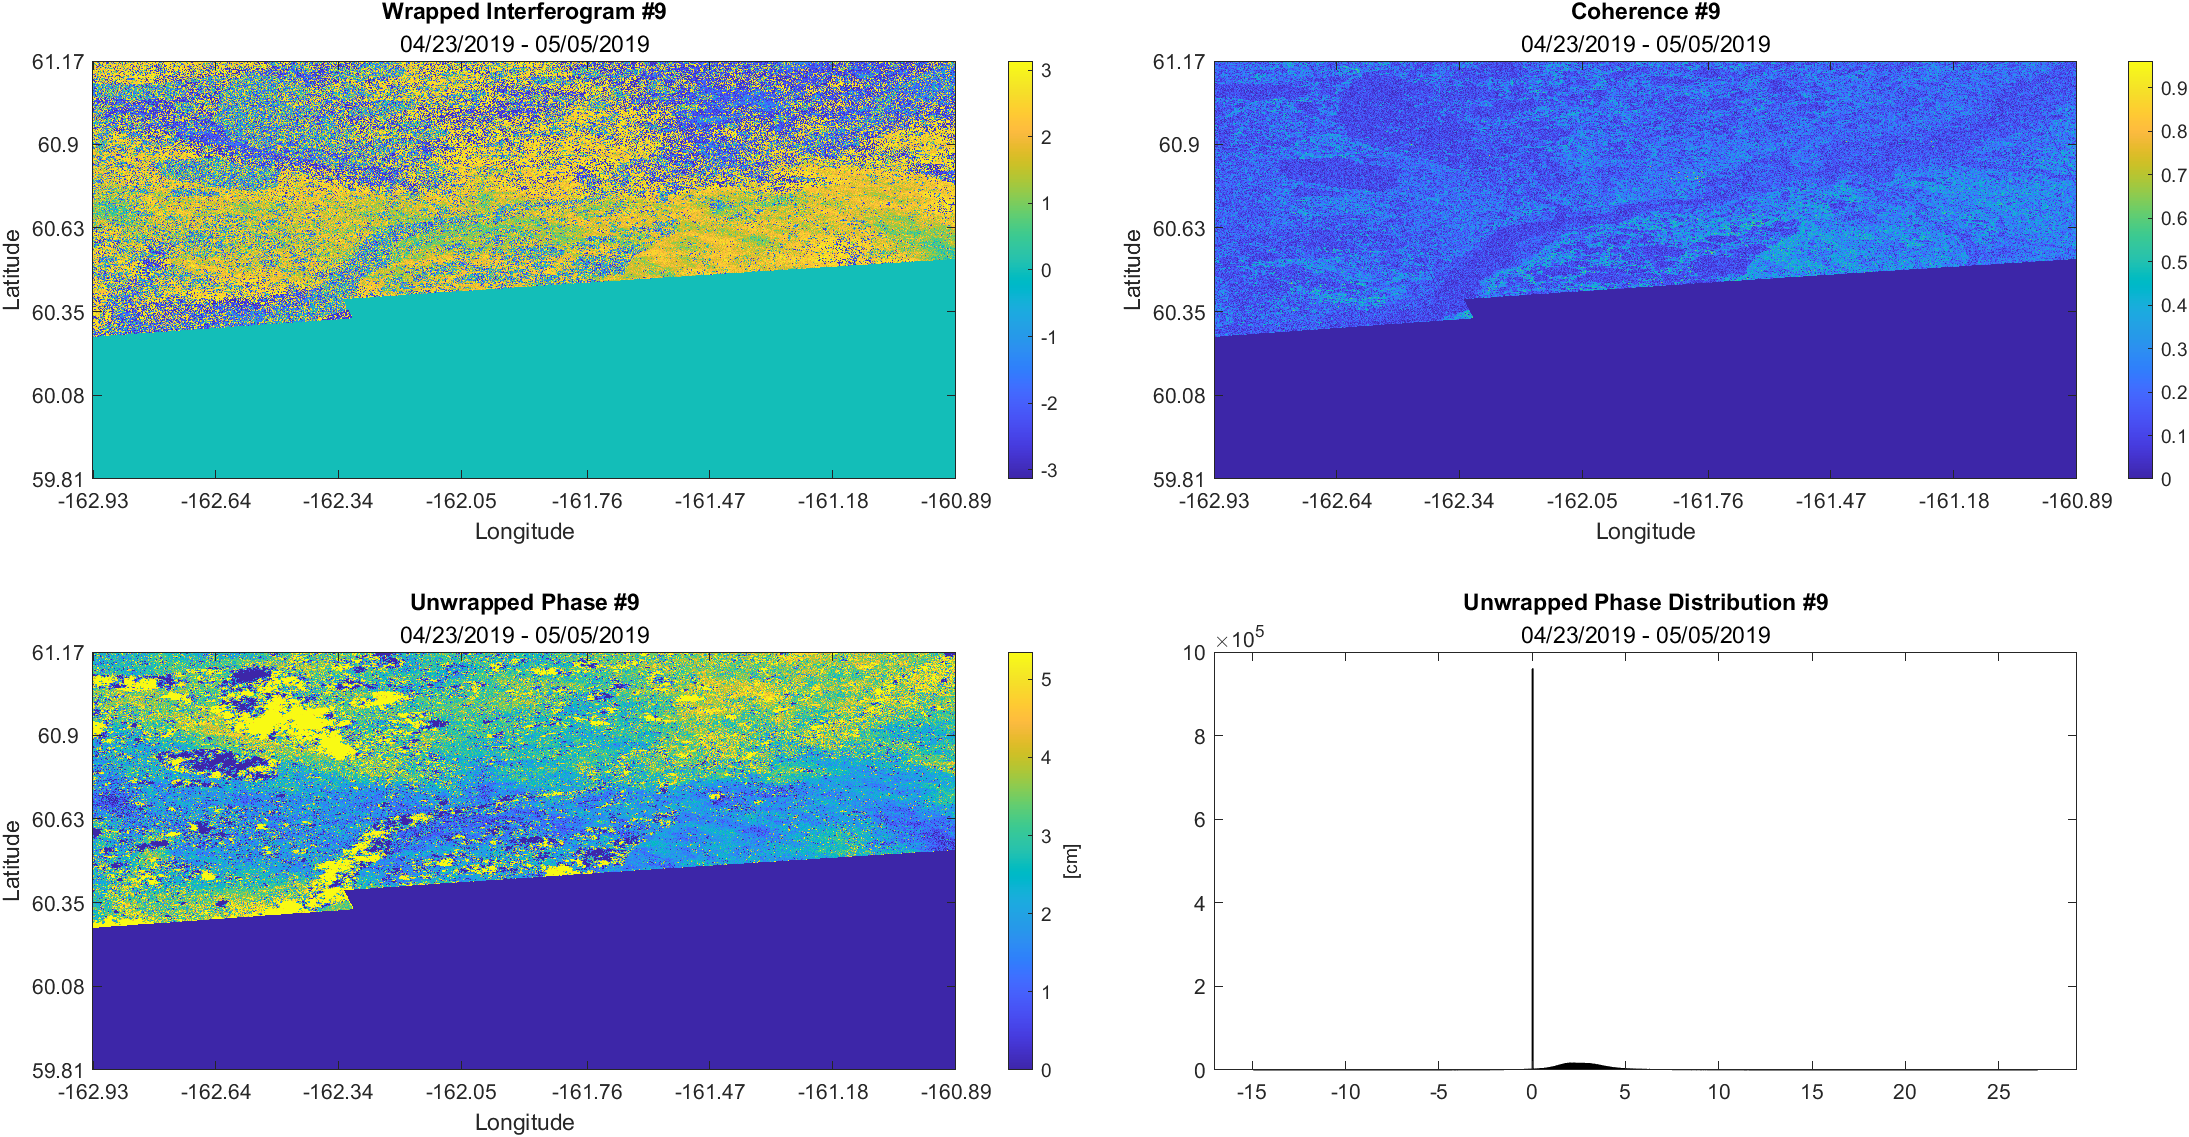 Wrapped Interferogram #9
04/23/2019 - 05/05/2019
61.17
60.9
60.63
60.35
60.08
59.81
Latitude
-162.93 -162.64 -162.34 -162.05 -161.76 -161.47 -161.18 -160.89
Longitude
3
2
1
0
-1
-2
-3
Coherence #9
04/23/2019 - 05/05/2019
61.17
60.9
60.63
60.35
60.08
59.81
Latitude
-162.93 -162.64 -162.34 -162.05 -161.76 -161.47 -161.18 -160.89
Longitude
0.9
0.8
0.7
0.6
0.5
0.4
0.3
0.2
0.1
0
Unwrapped Phase #9
04/23/2019 - 05/05/2019
61.17
60.9
60.63
60.35
60.08
59.81
Latitude
-162.93 -162.64 -162.34 -162.05 -161.76 -161.47 -161.18 -160.89
Longitude
5
4
3
2
1
0
[cm]
Unwrapped Phase Distribution #9
04/23/2019 - 05/05/2019
×10⁵
10
8
6
4
2
0
-15 -10 -5 0 5 10 15 20 25